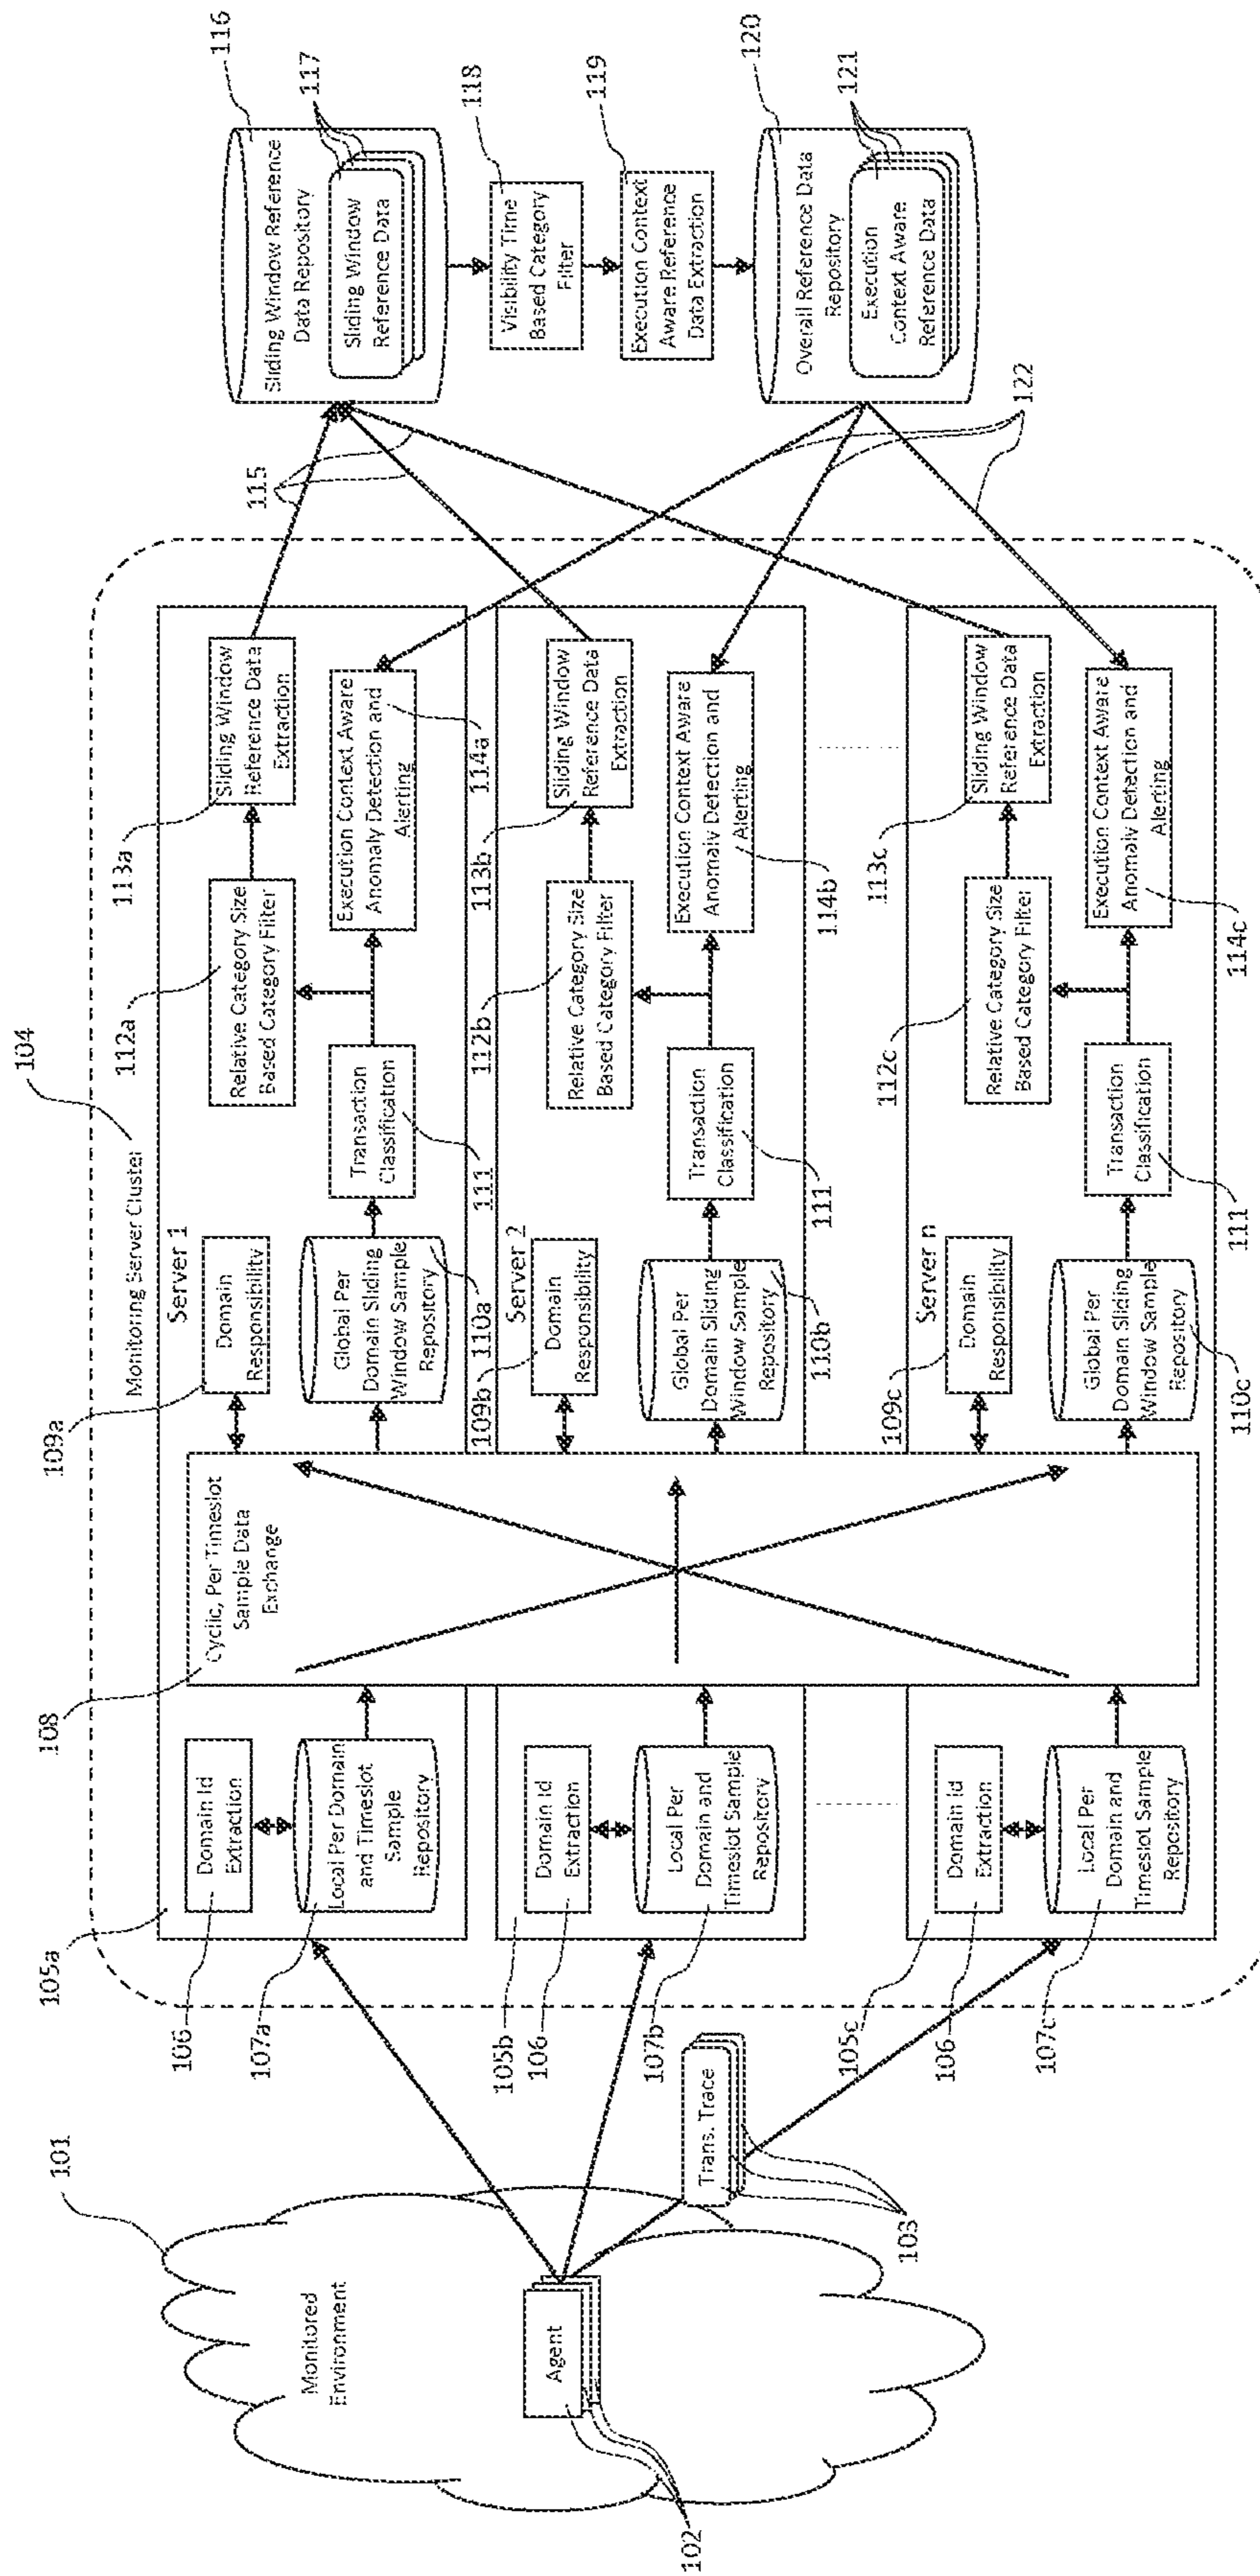 101
Monitored
Environment
Agent
102
Trans. Trace
103
104
Monitoring Server Cluster
105a
Server 1
106
Domain Id
Extraction
107a
Local Per Domain
and Timeslot
Sample
Repository
108
Cyclic, Per Timeslot
Sample Data
Exchange
109a
Domain
Responsibility
Global Per
Domain Sliding
Window Sample
Repository
110a
Transaction
Classification
111
112a
Relative Category Size
Based Category Filter
113a
Sliding Window
Reference Data
Extraction
Execution Context Aware
Anomaly Detection and
Alerting
114a
105b
Server 2
106
Domain Id
Extraction
107b
Local Per
Domain and
Timeslot Sample
Repository
109b
Domain
Responsibility
Global Per
Domain Sliding
Window Sample
Repository
110b
Transaction
Classification
111
112b
Relative Category Size
Based Category Filter
113b
Sliding Window
Reference Data
Extraction
Execution Context Aware
Anomaly Detection and
Alerting
114b
105c
Server n
106
Domain Id
Extraction
107c
Local Per
Domain and
Timeslot Sample
Repository
109c
Domain
Responsibility
Global Per
Domain Sliding
Window Sample
Repository
110c
Transaction
Classification
111
112c
Relative Category Size
Based Category Filter
113c
Sliding Window
Reference Data
Extraction
Execution Context Aware
Anomaly Detection and
Alerting
114c
115
116
Sliding Window Reference
Data Repository
117
Sliding Window
Reference Data
118
Visibility Time
Based Category
Filter
119
Execution Context
Aware Reference
Data Extraction
120
Overall Reference Data
Repository
121
Execution
Context Aware
Reference Data
122